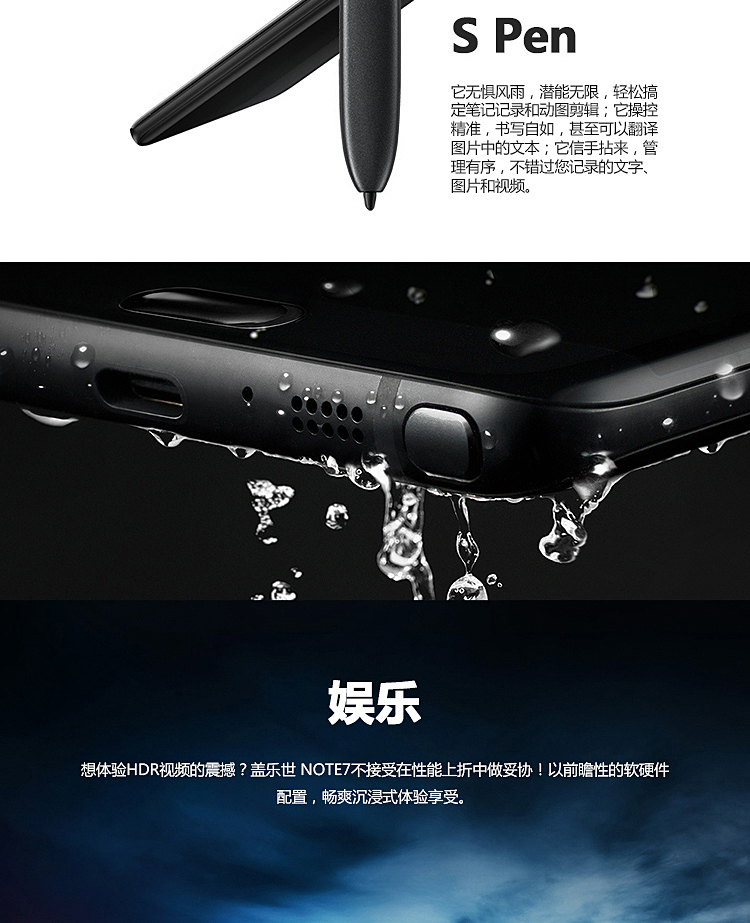 S Pen
它无惧风雨，潜能无限，轻松搞
定笔记记录和动图剪辑；它操控
精准，书写自如，甚至可以翻译
图片中的文本；它信手拈来，管
理有序，不错过您记录的文字、
图片和视频。
娱乐
想体验HDR视频的震撼？盖乐世 NOTE7不接受在性能上折中做妥协！以前瞻性的软硬件
配置，畅爽沉浸式体验享受。